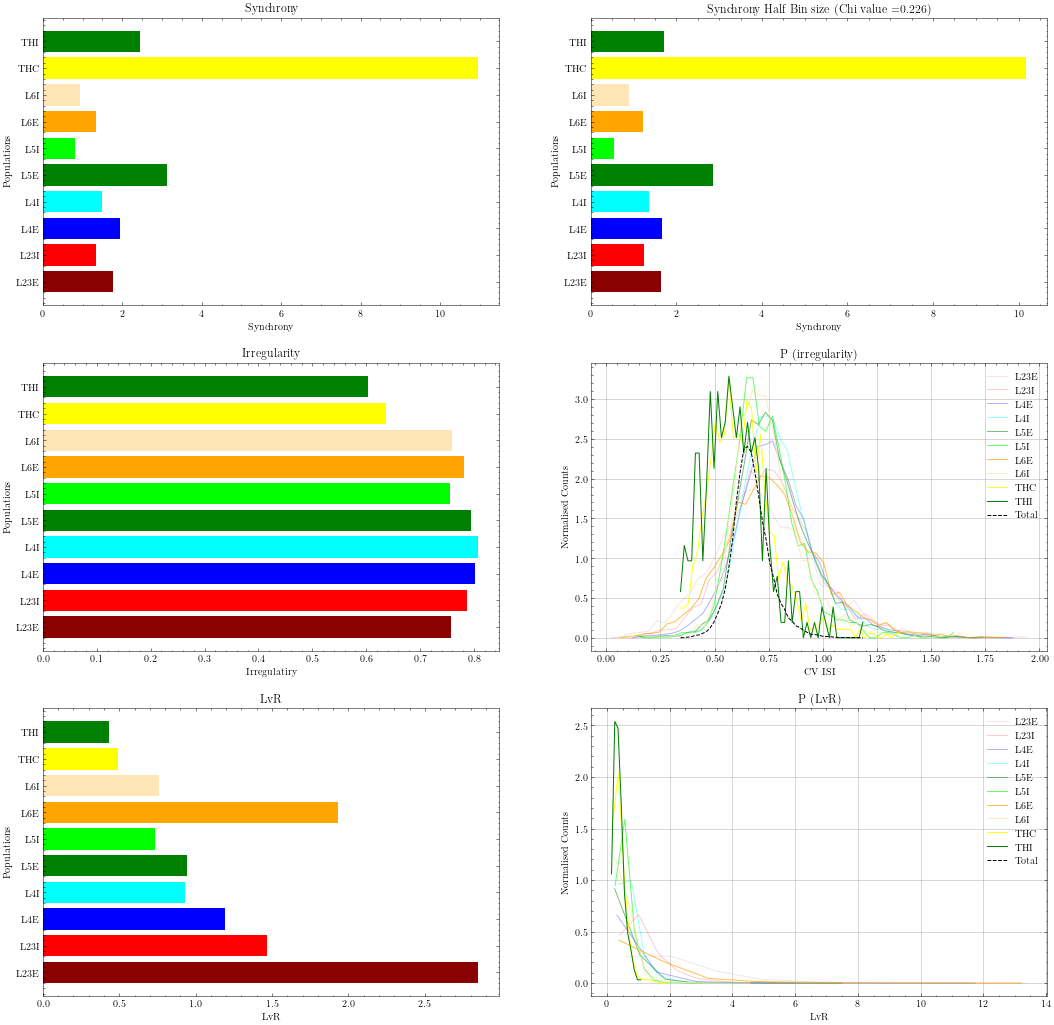 Synchrony
THI
THC
L6I
L6E
L5I
L5E
L4I
L4E
L23I
L23E
Populations
0 2 4 6 8 10
Synchrony
Synchrony Half Bin size (Chi value =0.226)
THI
THC
L6I
L6E
L5I
L5E
L4I
L4E
L23I
L23E
Populations
0 2 4 6 8 10
Synchrony
Irregularity
THI
THC
L6I
L6E
L5I
L5E
L4I
L4E
L23I
L23E
Populations
0.0 0.1 0.2 0.3 0.4 0.5 0.6 0.7 0.8
Irregulatiry
P (irregularity)
3.0
2.5
2.0
1.5
1.0
0.5
0.0
Normalised Counts
L23E
L23I
L4E
L4I
L5E
L5I
L6E
L6I
THC
THI
Total
0.00 0.25 0.50 0.75 1.00 1.25 1.50 1.75 2.00
CV ISI
LvR
THI
THC
L6I
L6E
L5I
L5E
L4I
L4E
L23I
L23E
Populations
0.0 0.5 1.0 1.5 2.0 2.5
LvR
P (LvR)
2.5
2.0
1.5
1.0
0.5
0.0
Normalised Counts
L23E
L23I
L4E
L4I
L5E
L5I
L6E
L6I
THC
THI
Total
0 2 4 6 8 10 12 14
LvR